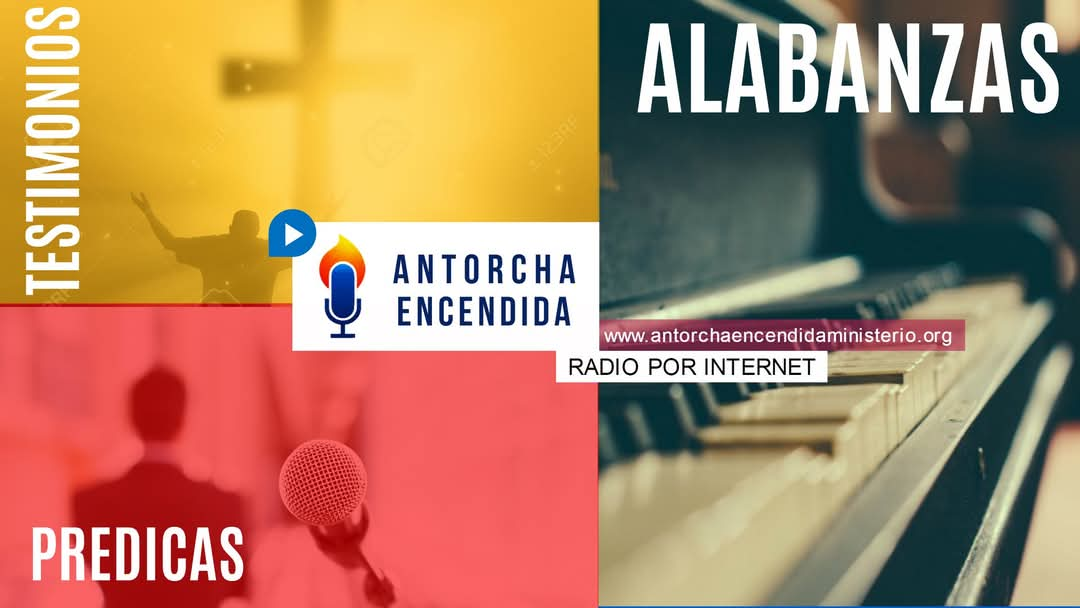 TESTIMONIOS
ALABANZAS
ANTORCHA
ENCENDIDA
www.antorchaencendidaministerio.org
RADIO POR INTERNET
PREDICAS